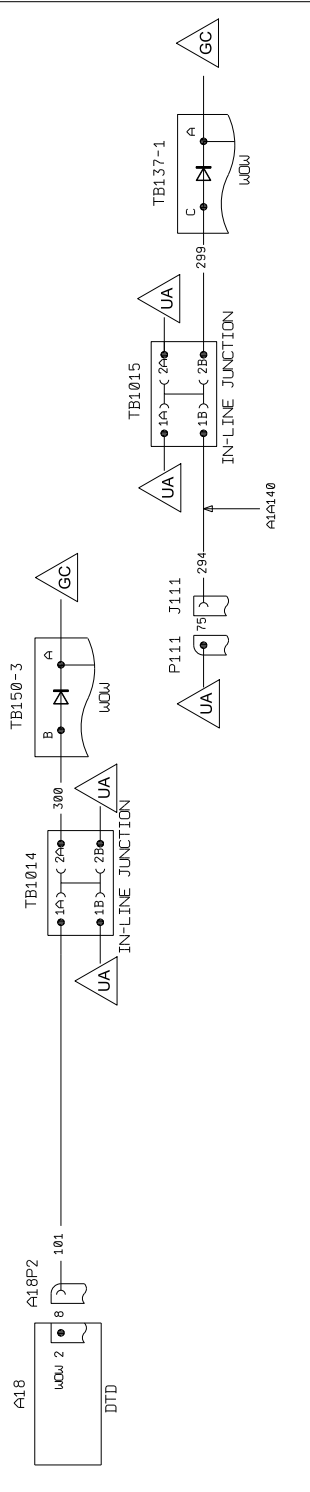 A18
WOW 2
DTD
8
A18P2
101
TB1014
1A
2A
1B
2B
IN-LINE JUNCTION
UA
UA
300
TB150-3
B
A
WOW
GC
P111
75
J111
UA
294
A1A140
TB1015
1A
2A
1B
2B
IN-LINE JUNCTION
UA
UA
299
TB137-1
C
A
WOW
GC